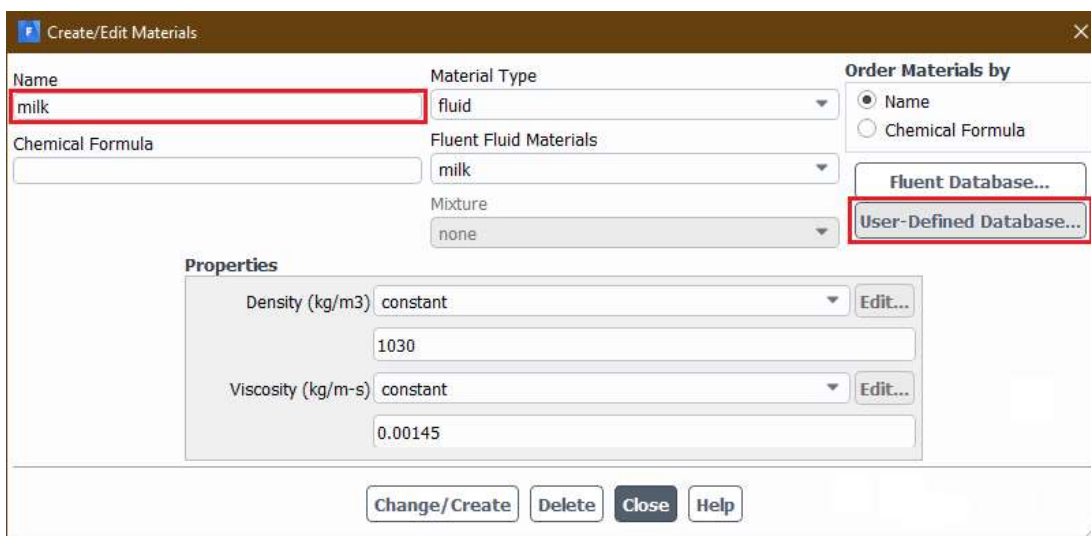 F Create/Edit Materials ×
Name
milk
Chemical Formula
Material Type
fluid
Fluent Fluid Materials
milk
Mixture
none
Order Materials by
Name
Chemical Formula
Fluent Database...
User-Defined Database...
Properties
Density (kg/m3) constant Edit...
1030
Viscosity (kg/m-s) constant Edit...
0.00145
Change/Create Delete Close Help